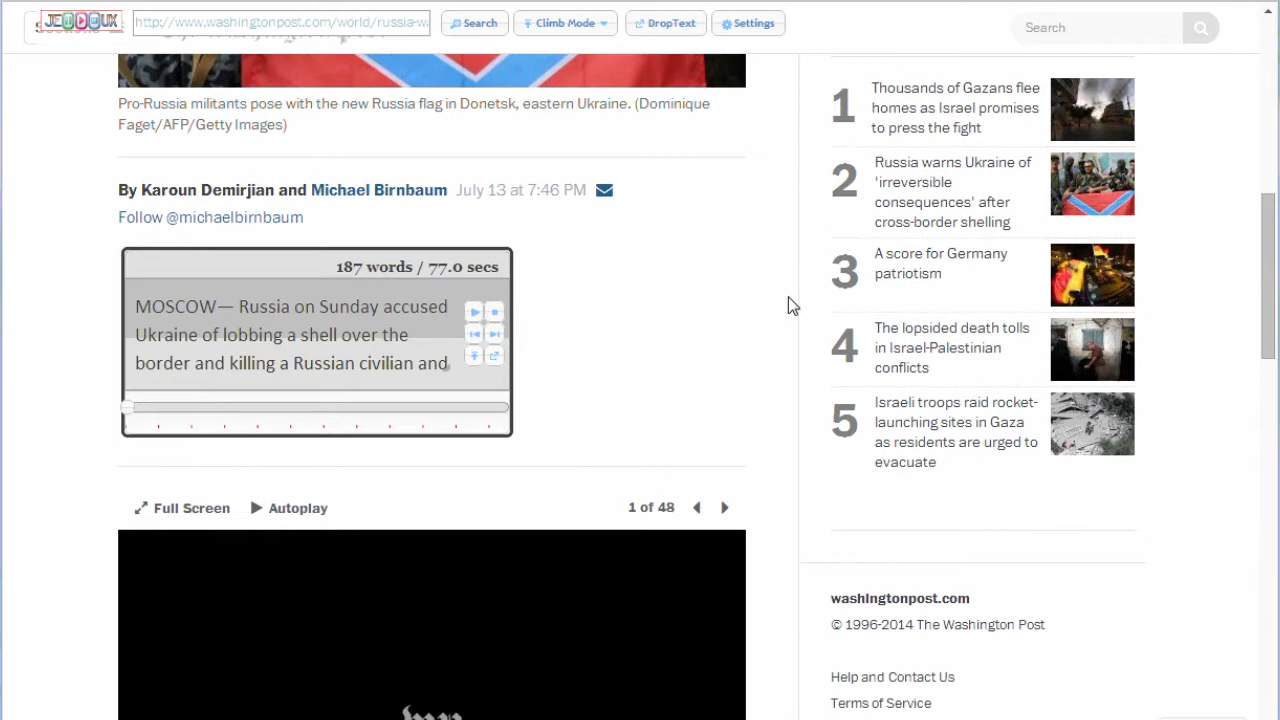 JETZOUX
http://www.washingtonpost.com/world/russia-w
Search
Climb Mode
DropText
Settings
Search
Pro-Russia militants pose with the new Russia flag in Donetsk, eastern Ukraine. (Dominique
Faget/AFP/Getty Images)
By Karoun Demirjian and Michael Birnbaum July 13 at 7:46 PM
Follow @michaelbirnbaum
187 words / 77.0 secs
MOSCOW— Russia on Sunday accused
Ukraine of lobbing a shell over the
border and killing a Russian civilian and
Full Screen
Autoplay
1 of 48
1
Thousands of Gazans flee
homes as Israel promises
to press the fight
2
Russia warns Ukraine of
'irreversible
consequences' after
cross-border shelling
3
A score for Germany
patriotism
4
The lopsided death tolls
in Israel-Palestinian
conflicts
5
Israeli troops raid rocket-
launching sites in Gaza
as residents are urged to
evacuate
washingtonpost.com
© 1996-2014 The Washington Post
Help and Contact Us
Terms of Service